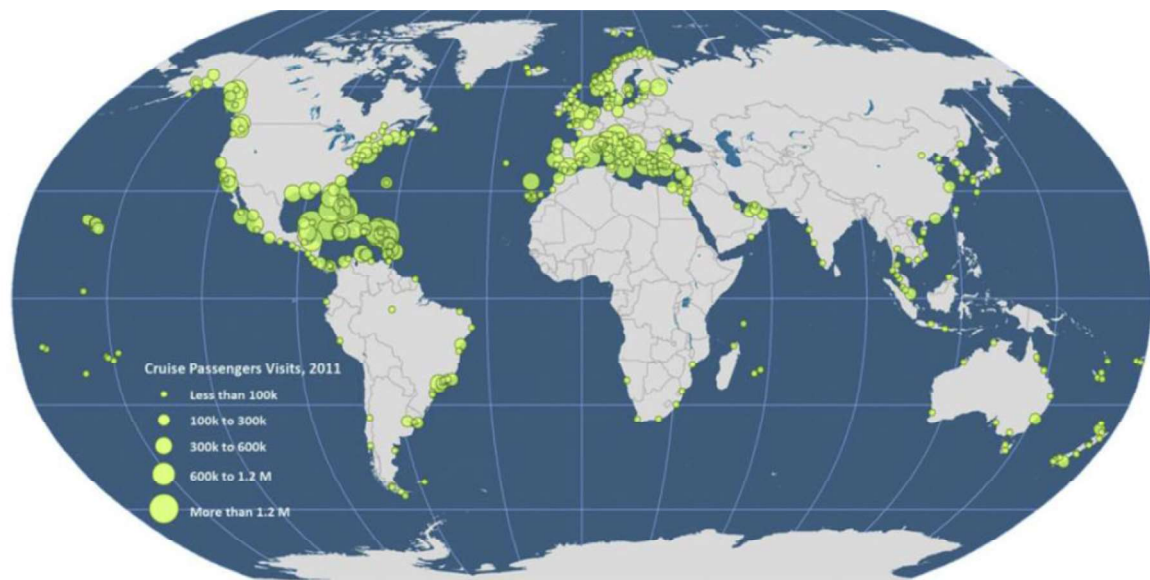 Cruise Passengers Visits, 2011
Less than 100k
100k to 300k
300k to 600k
600k to 1.2 M
More than 1.2 M